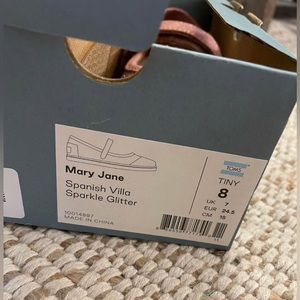 Mary Jane
Spanish Villa
Sparkle Glitter
10014997
MADE IN CHINA
TOMS
TINY
8
UK 7
EUR 24.5
CM 15